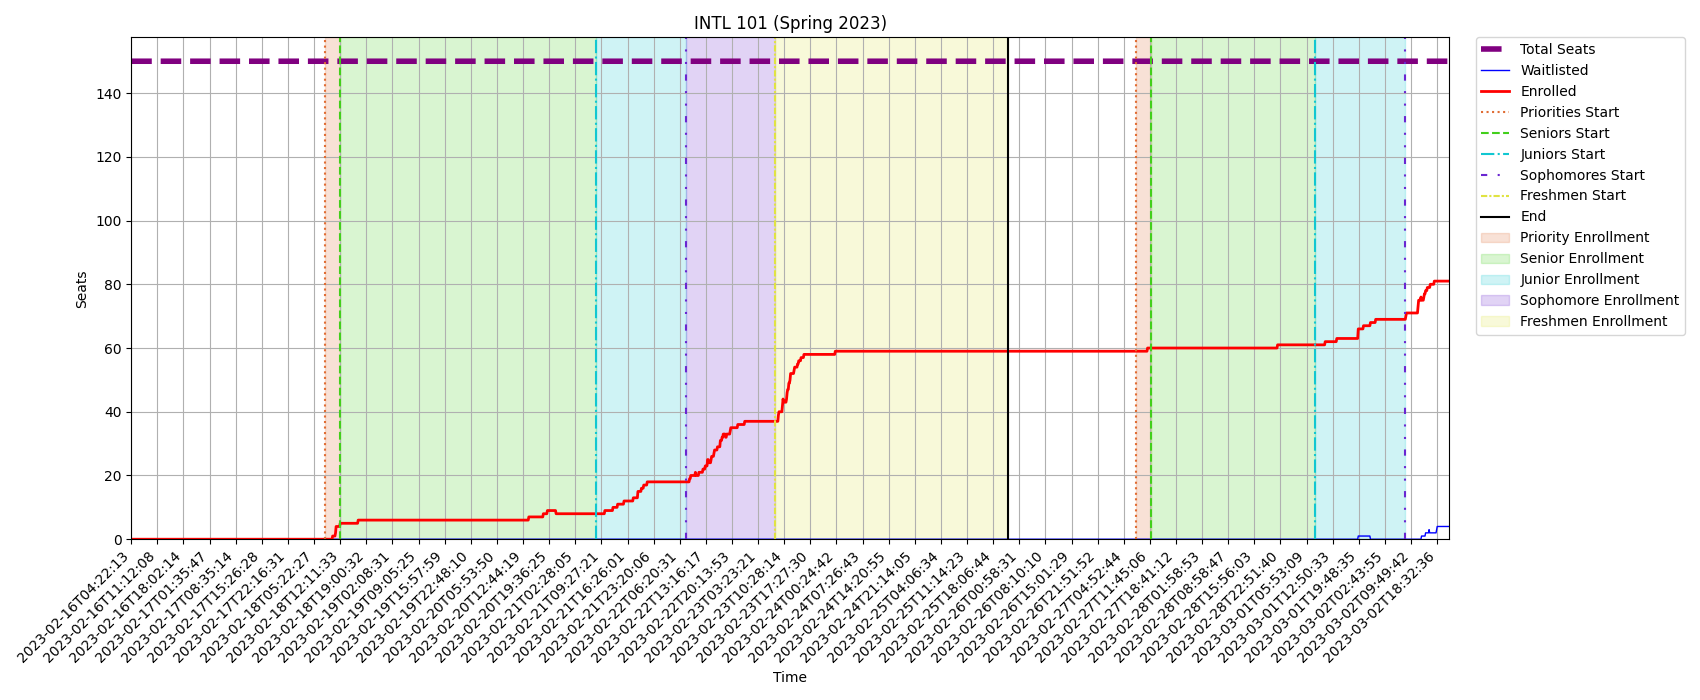 INTL 101 (Spring 2023)
Seats
140
120
100
80
60
40
20
0
2023-02-16T04:22:13
2023-02-16T11:12:08
2023-02-16T18:02:14
2023-02-17T01:35:47
2023-02-17T08:35:14
2023-02-17T15:26:28
2023-02-17T22:16:31
2023-02-18T05:22:27
2023-02-18T12:11:33
2023-02-18T19:00:32
2023-02-19T02:08:31
2023-02-19T09:05:25
2023-02-19T15:57:59
2023-02-19T22:48:10
2023-02-20T05:53:50
2023-02-20T12:44:19
2023-02-20T19:36:25
2023-02-21T02:28:05
2023-02-21T09:27:21
2023-02-21T16:26:01
2023-02-21T23:20:06
2023-02-22T06:20:31
2023-02-22T13:16:17
2023-02-22T20:13:53
2023-02-23T03:23:21
2023-02-23T10:28:14
2023-02-23T17:27:30
2023-02-24T00:24:42
2023-02-24T07:26:43
2023-02-24T14:20:55
2023-02-24T21:14:05
2023-02-25T04:06:34
2023-02-25T11:14:23
2023-02-25T18:06:44
2023-02-26T00:58:31
2023-02-26T08:10:10
2023-02-26T15:01:29
2023-02-26T21:51:52
2023-02-27T04:52:44
2023-02-27T11:45:06
2023-02-27T18:41:12
2023-02-28T01:58:53
2023-02-28T08:58:47
2023-02-28T15:56:03
2023-02-28T22:51:40
2023-03-01T05:53:09
2023-03-01T12:50:33
2023-03-01T19:48:35
2023-03-02T02:43:55
2023-03-02T09:49:42
2023-03-02T18:32:36
Time
Total Seats
Waitlisted
Enrolled
Priorities Start
Seniors Start
Juniors Start
Sophomores Start
Freshmen Start
End
Priority Enrollment
Senior Enrollment
Junior Enrollment
Sophomore Enrollment
Freshmen Enrollment